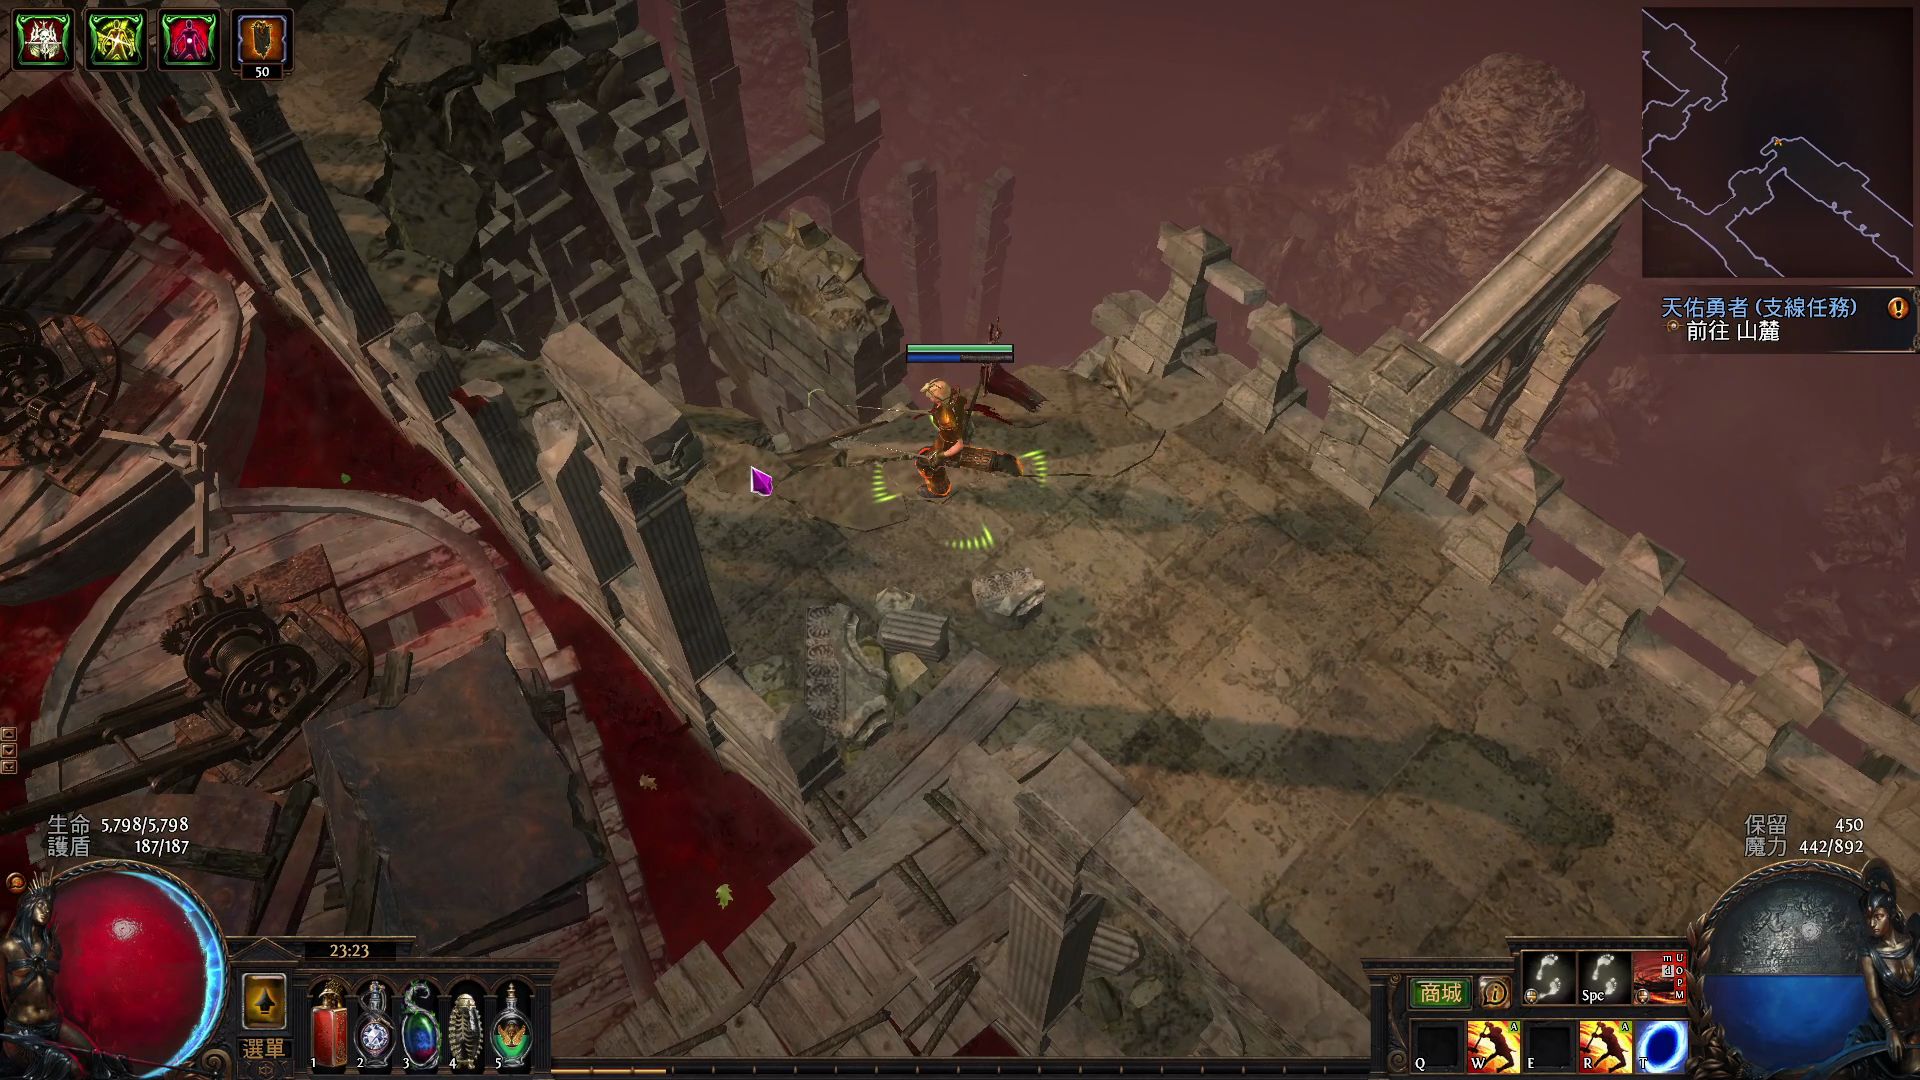 50
天佑勇者 (支線任務)
前往 山麓
生命 5,798/5,798
護盾 187/187
保留 450
魔力 442/892
23:23
選單
1 2 3 4 5
商城
Spc
m U
d O
P
M
A A
Q W E R T